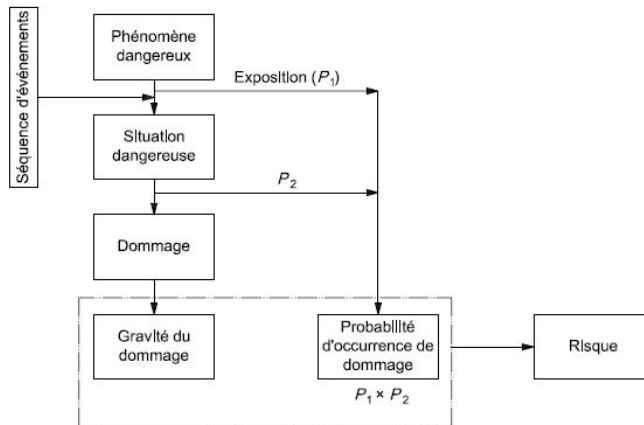 Séquence d'événements
Phénomène
dangereux
Exposition (P₁)
Situation
dangereuse
P₂
Dommage
Gravité du
dommage
Probabilité
d'occurrence de
dommage
P₁ × P₂
Risque